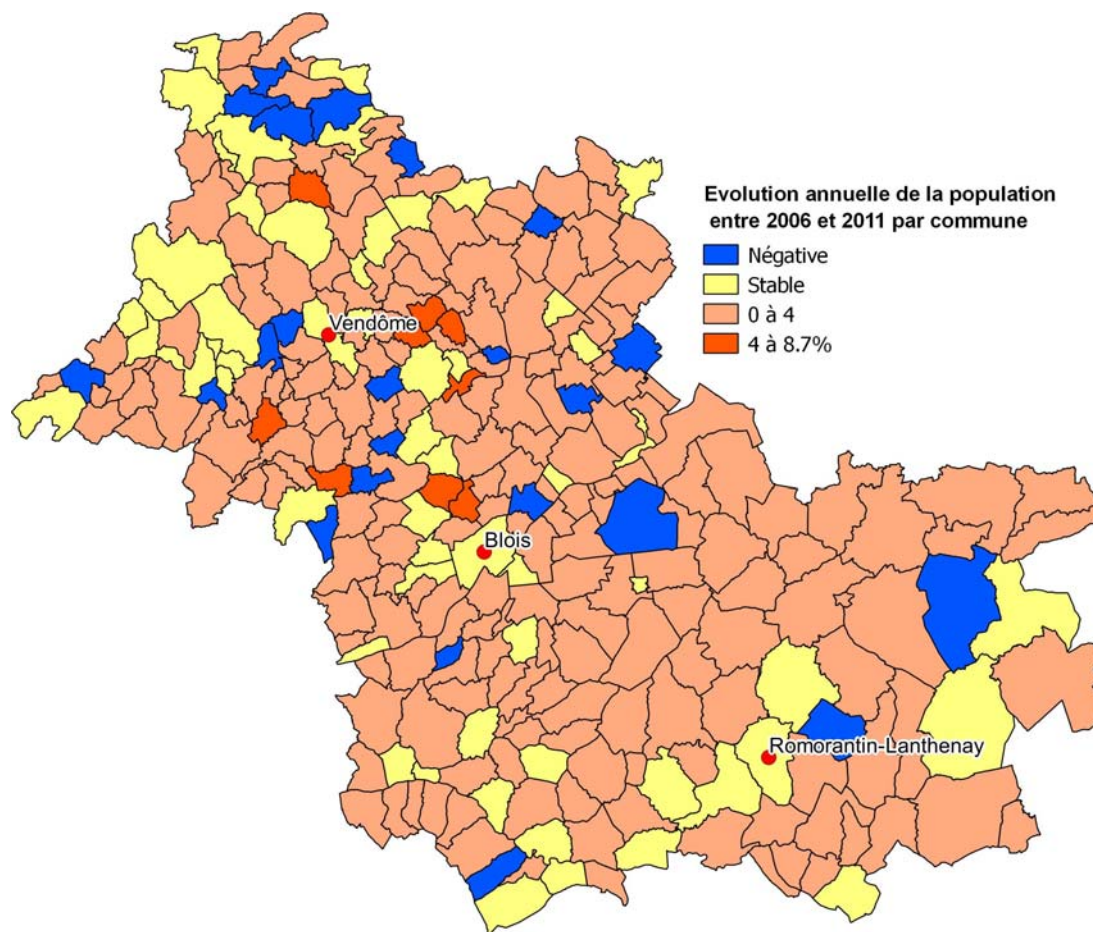 Evolution annuelle de la population
entre 2006 et 2011 par commune
Négative
Stable
0 à 4
4 à 8.7%
Vendôme
Blois
Romorantin-Lanthenay